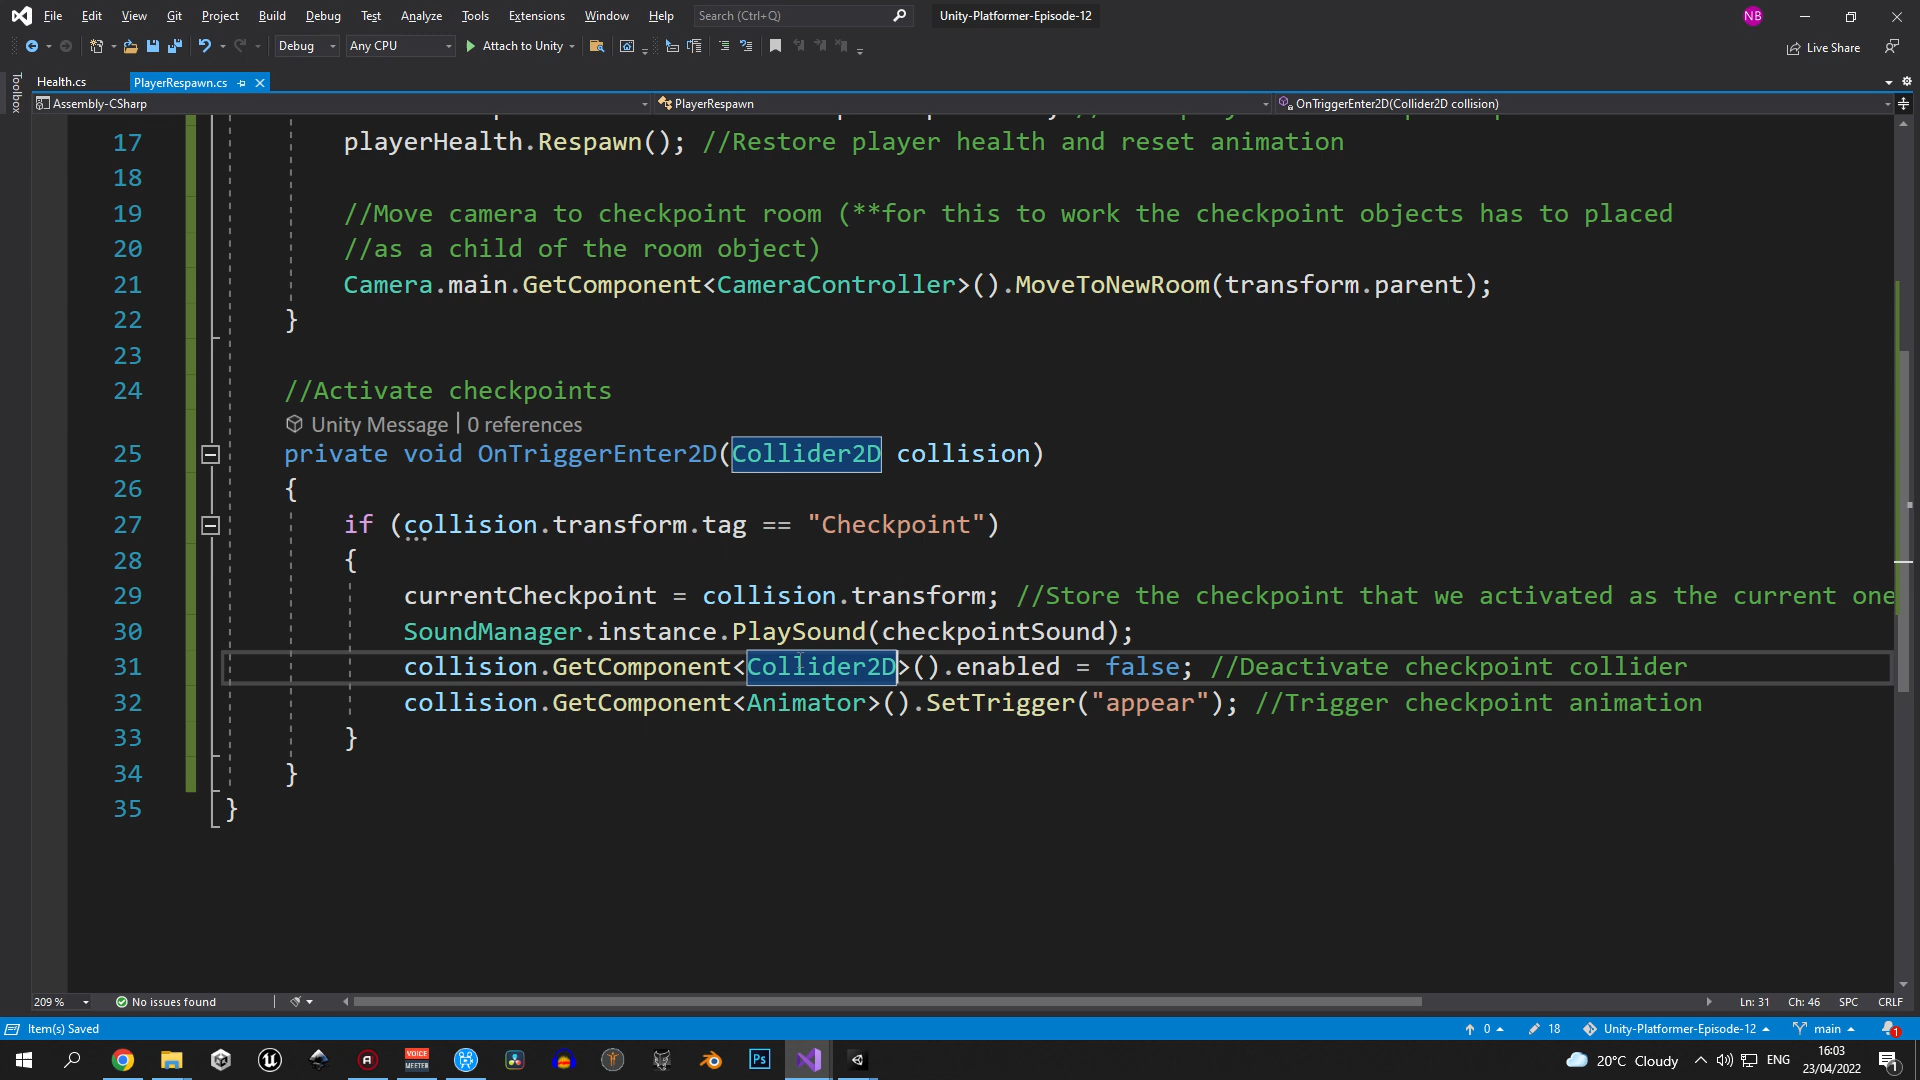 File Edit View Git Project Build Debug Test Analyze Tools Extensions Window Help Search (Ctrl+Q) Unity-Platformer-Episode-12 NB
Debug Any CPU Attach to Unity Live Share
Toolbox
Health.cs PlayerRespawn.cs
Assembly-CSharp PlayerRespawn OnTriggerEnter2D(Collider2D collision)
17 playerHealth.Respawn(); //Restore player health and reset animation
18
19 //Move camera to checkpoint room (**for this to work the checkpoint objects has to placed
20 //as a child of the room object)
21 Camera.main.GetComponent<CameraController>().MoveToNewRoom(transform.parent);
22 }
23
24 //Activate checkpoints
Unity Message | 0 references
25 private void OnTriggerEnter2D(Collider2D collision)
26 {
27 if (collision.transform.tag == "Checkpoint")
28 {
29 currentCheckpoint = collision.transform; //Store the checkpoint that we activated as the current one
30 SoundManager.instance.PlaySound(checkpointSound);
31 collision.GetComponent<Collider2D>().enabled = false; //Deactivate checkpoint collider
32 collision.GetComponent<Animator>().SetTrigger("appear"); //Trigger checkpoint animation
33 }
34 }
35 }
209 % No issues found Ln: 31 Ch: 46 SPC CRLF
Item(s) Saved 0 18 Unity-Platformer-Episode-12 main 1
VOICE MEETER Ps 20°C Cloudy ENG 16:03 23/04/2022 1